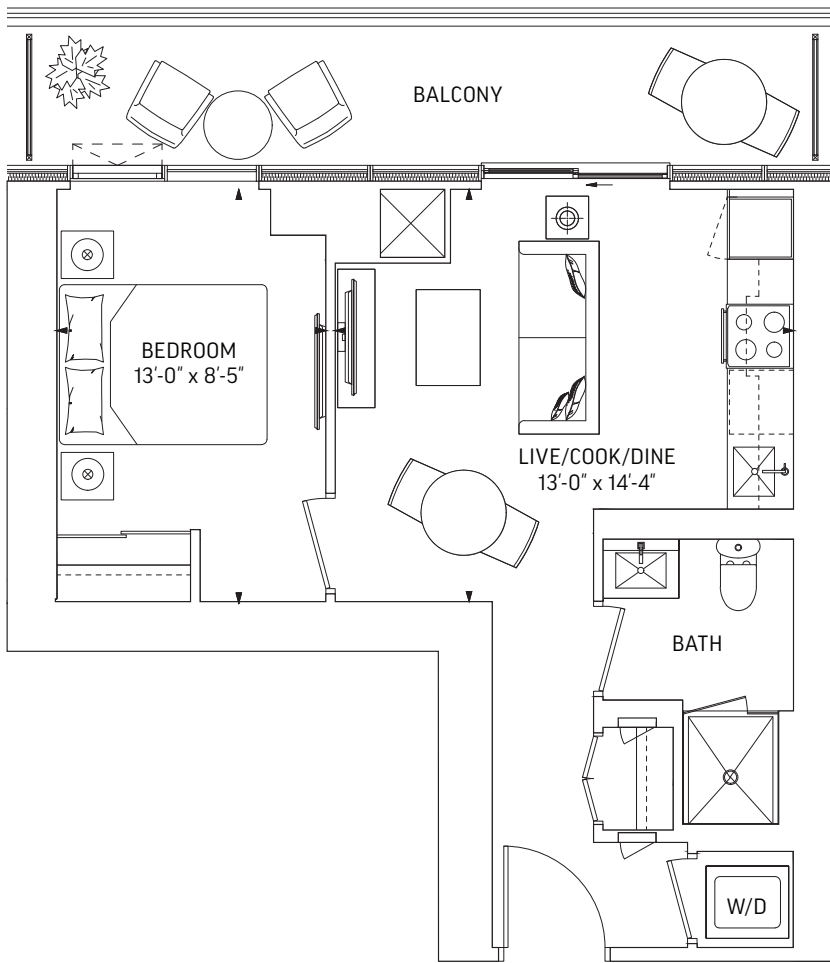 BALCONY
BEDROOM
13'-0" x 8'-5"
LIVE/COOK/DINE
13'-0" x 14'-4"
BATH
W/D